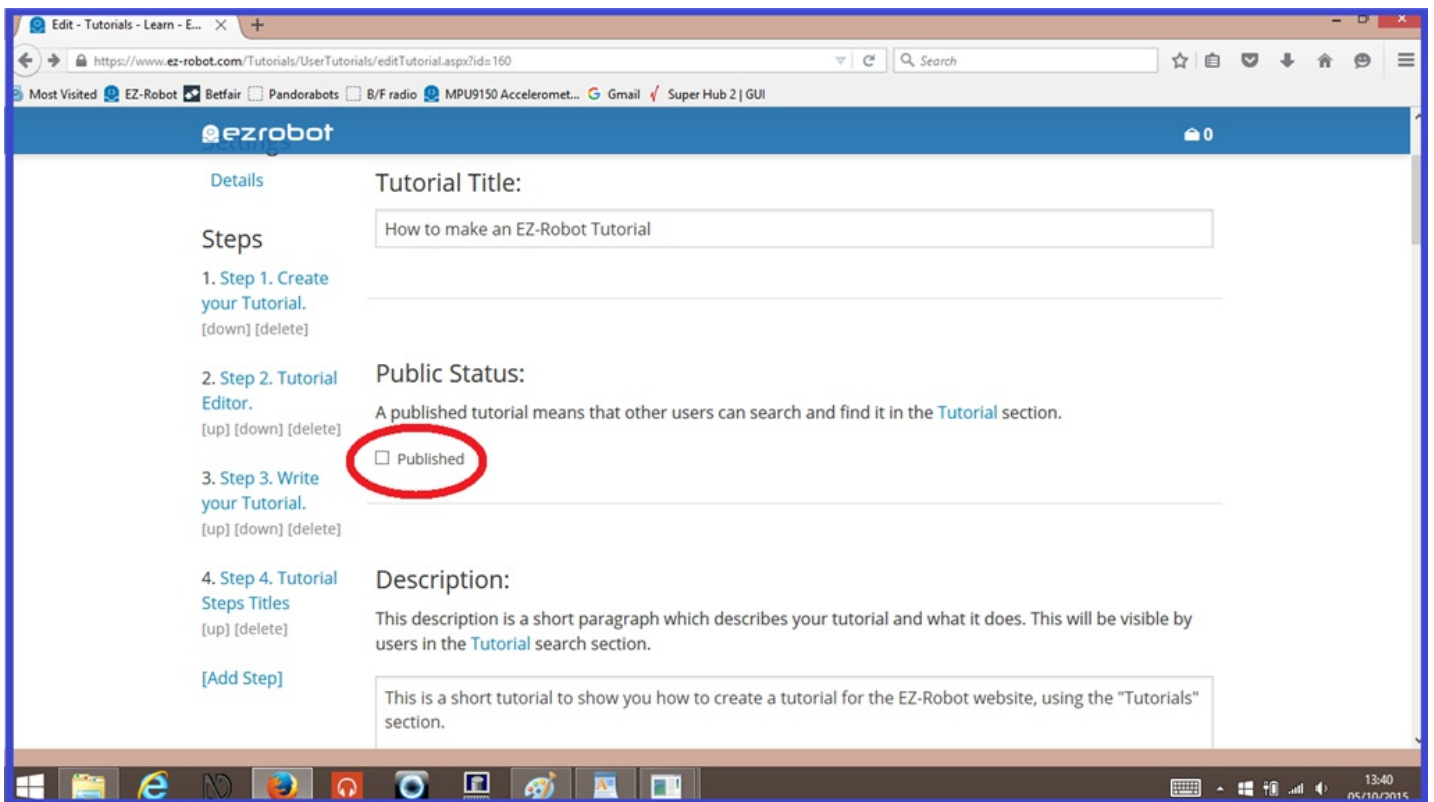 Edit - Tutorials - Learn - E...
https://www.ez-robot.com/Tutorials/UserTutorials/editTutorial.aspx?id=160
Search
Most Visited EZ-Robot Betfair Pandorabots B/F radio MPU9150 Acceleromet... Gmail Super Hub 2 | GUI
ezrobot
0
Settings
Details
Steps
1. Step 1. Create
your Tutorial.
[down] [delete]
2. Step 2. Tutorial
Editor.
[up] [down] [delete]
3. Step 3. Write
your Tutorial.
[up] [down] [delete]
4. Step 4. Tutorial
Steps Titles
[up] [delete]
[Add Step]
Tutorial Title:
How to make an EZ-Robot Tutorial
Public Status:
A published tutorial means that other users can search and find it in the Tutorial section.
Published
Description:
This description is a short paragraph which describes your tutorial and what it does. This will be visible by
users in the Tutorial search section.
This is a short tutorial to show you how to create a tutorial for the EZ-Robot website, using the "Tutorials"
section.
13:40
05/10/2015